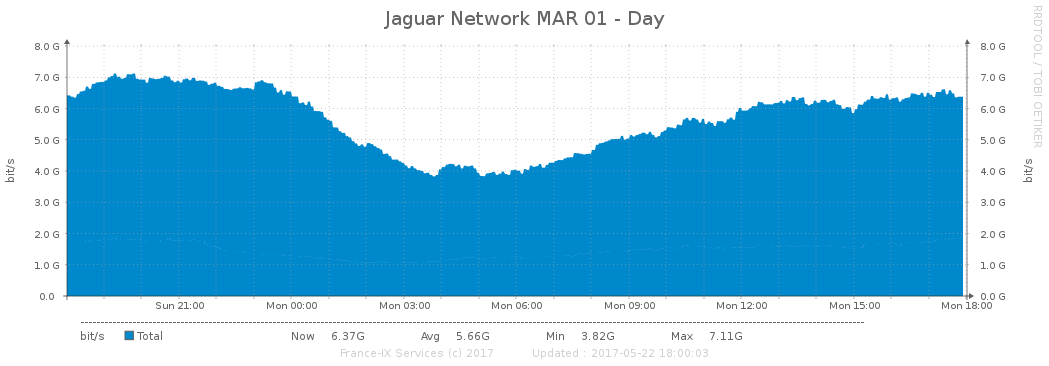 Jaguar Network MAR 01 - Day
RRDTOOL / TOBI OETIKER
8.0 G 8.0 G
7.0 G 7.0 G
6.0 G 6.0 G
5.0 G 5.0 G
4.0 G 4.0 G
3.0 G 3.0 G
2.0 G 2.0 G
1.0 G 1.0 G
0.0 0.0 G
bit/s bit/s
Sun 21:00 Mon 00:00 Mon 03:00 Mon 06:00 Mon 09:00 Mon 12:00 Mon 15:00 Mon 18:00
bit/s Total Now 6.37G Avg 5.66G Min 3.82G Max 7.11G
France-IX Services (c) 2017 Updated : 2017-05-22 18:00:03